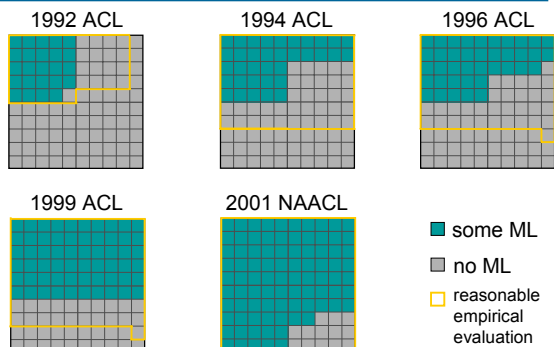 1992 ACL
1994 ACL
1996 ACL
1999 ACL
2001 NAACL
some ML
no ML
reasonable
empirical
evaluation